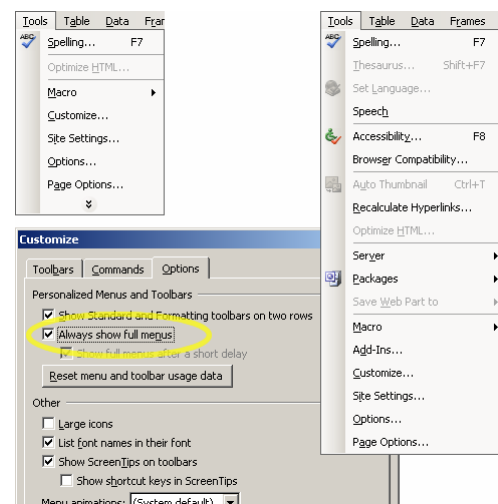 Tools Table Data Frar
Spelling... F7
Optimize HTML...
Macro
Customize...
Site Settings...
Options...
Page Options...
Tools Table Data Frames
Spelling... F7
Thesaurus... Shift+F7
Set Language...
Speech
Accessibility... F8
Browser Compatibility...
Auto Thumbnail Ctrl+T
Recalculate Hyperlinks...
Optimize HTML...
Server
Packages
Save Web Part to
Macro
Add-Ins...
Customize...
Site Settings...
Options...
Page Options...
Customize
Toolbars Commands Options
Personalized Menus and Toolbars
Show Standard and Formatting toolbars on two rows
Always show full menus
Show full menus after a short delay
Reset menu and toolbar usage data
Other
Large icons
List font names in their font
Show ScreenTips on toolbars
Show shortcut keys in ScreenTips
Menu animations: (System default)